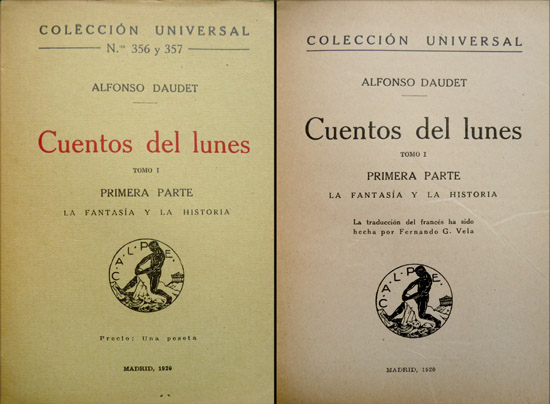 COLECCIÓN UNIVERSAL
N.os 356 y 357
ALFONSO DAUDET
Cuentos del lunes
TOMO I
PRIMERA PARTE
LA FANTASÍA Y LA HISTORIA
C.A.L.P.E.
Precio: Una peseta
MADRID, 1920
COLECCIÓN UNIVERSAL
ALFONSO DAUDET
Cuentos del lunes
TOMO I
PRIMERA PARTE
LA FANTASÍA Y LA HISTORIA
La traducción del francés ha sido
hecha por Fernando G. Vela
C.A.L.P.E.
MADRID, 1920